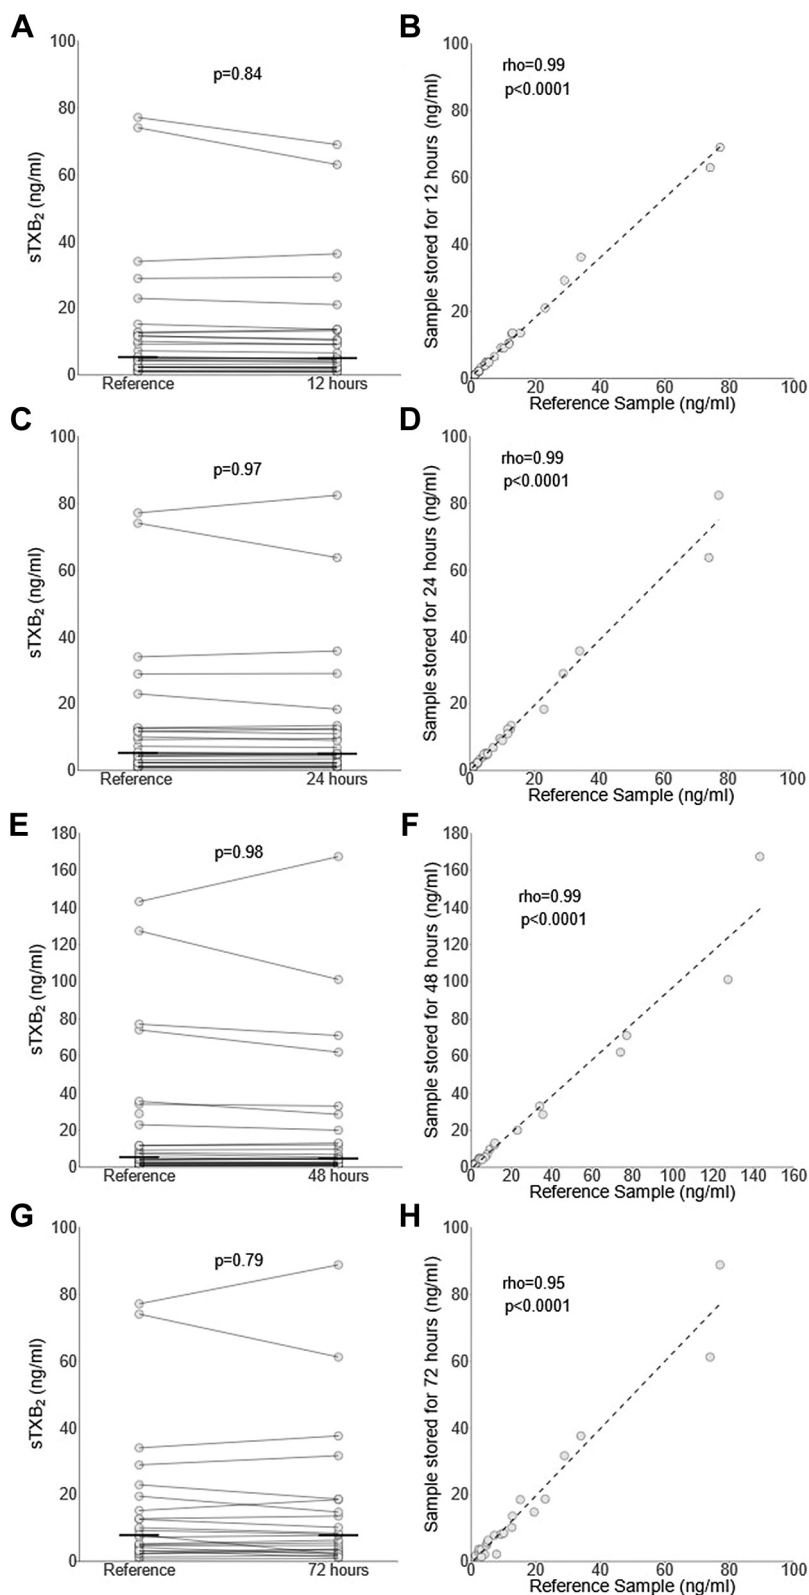 A
100
80
60
40
20
0
sTXB₂ (ng/ml)
p=0.84
Reference
12 hours
B
100
80
60
40
20
0
Sample stored for 12 hours (ng/ml)
rho=0.99
p<0.0001
0 20 40 60 80 100
Reference Sample (ng/ml)
C
100
80
60
40
20
0
sTXB₂ (ng/ml)
p=0.97
Reference
24 hours
D
100
80
60
40
20
0
Sample stored for 24 hours (ng/ml)
rho=0.99
p<0.0001
0 20 40 60 80 100
Reference Sample (ng/ml)
E
180
160
140
120
100
80
60
40
20
0
sTXB₂ (ng/ml)
p=0.98
Reference
48 hours
F
180
160
140
120
100
80
60
40
20
0
Sample stored for 48 hours (ng/ml)
rho=0.99
p<0.0001
0 20 40 60 80 100 120 140 160
Reference Sample (ng/ml)
G
100
80
60
40
20
0
sTXB₂ (ng/ml)
p=0.79
Reference
72 hours
H
100
80
60
40
20
0
Sample stored for 72 hours (ng/ml)
rho=0.95
p<0.0001
0 20 40 60 80 100
Reference Sample (ng/ml)